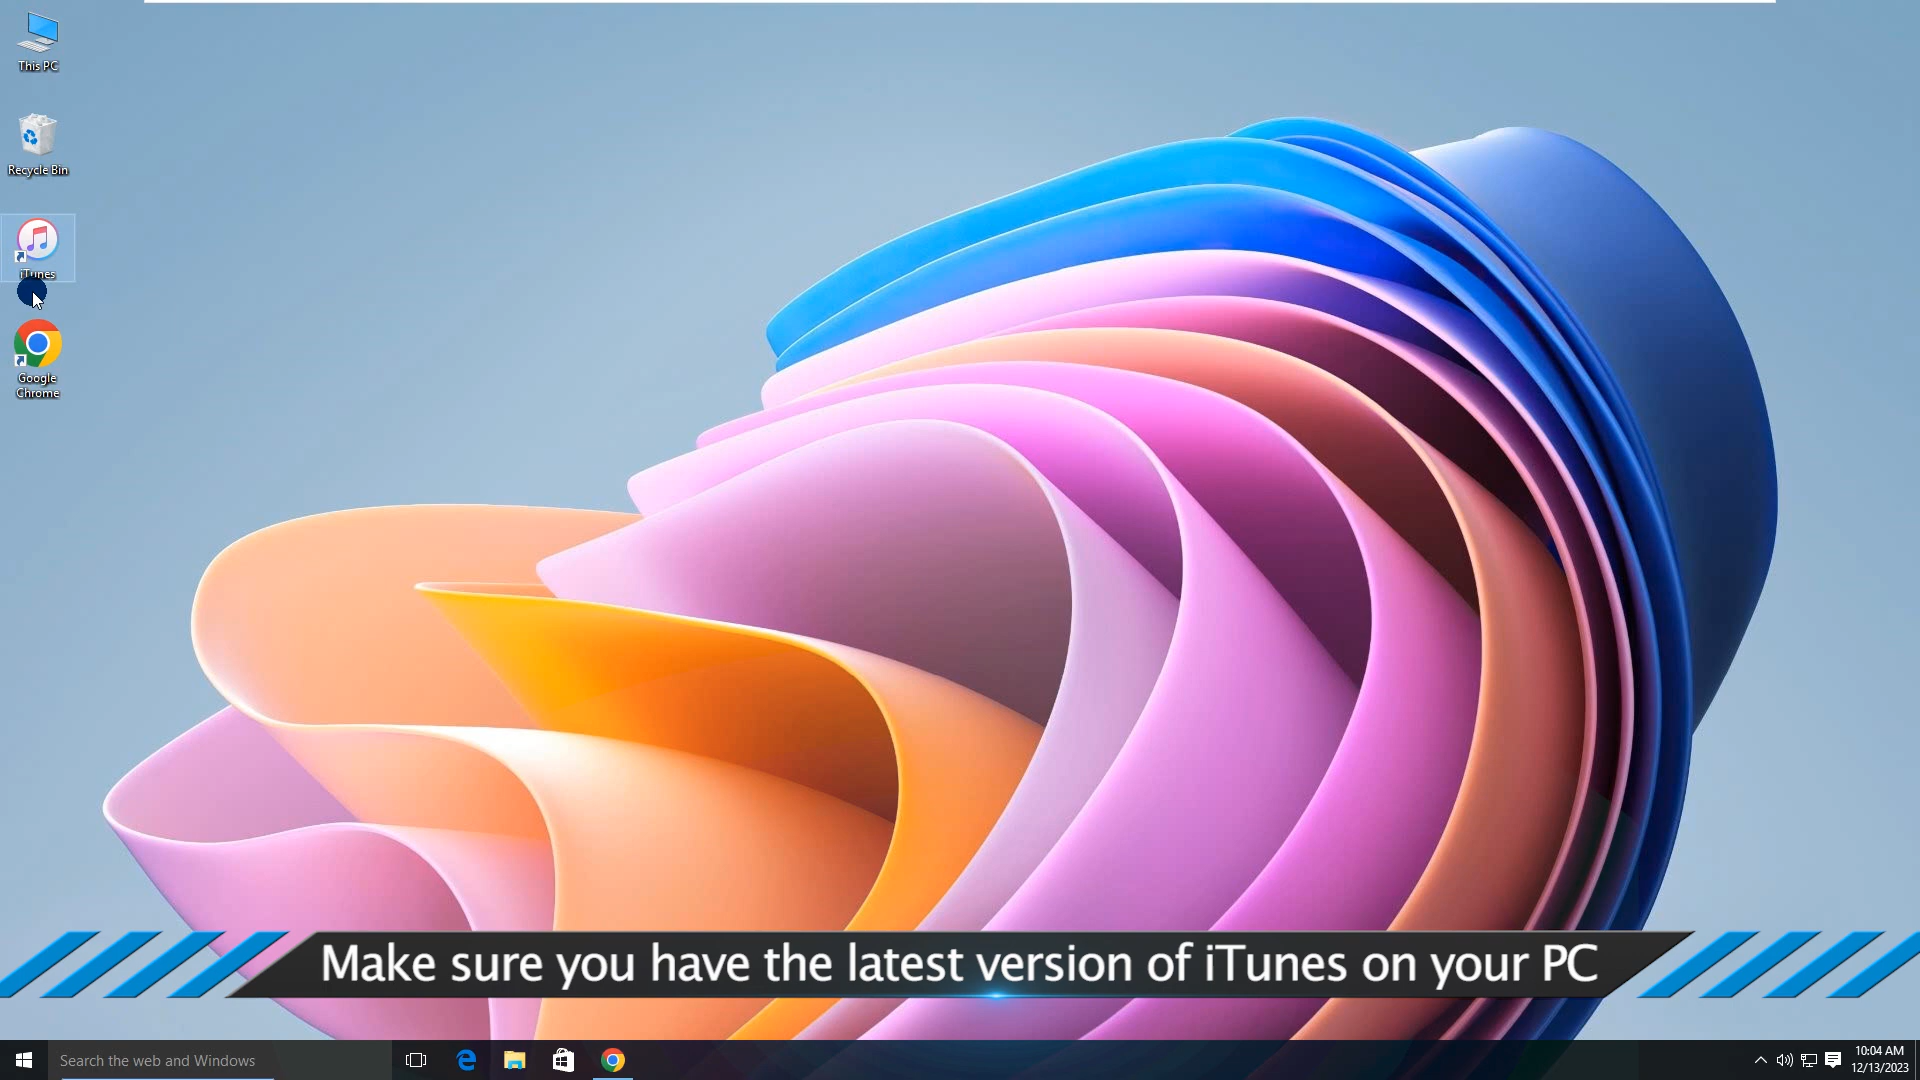 This PC
Recycle Bin
iTunes
Google
Chrome
Make sure you have the latest version of iTunes on your PC
Search the web and Windows
10:04 AM
12/13/2023